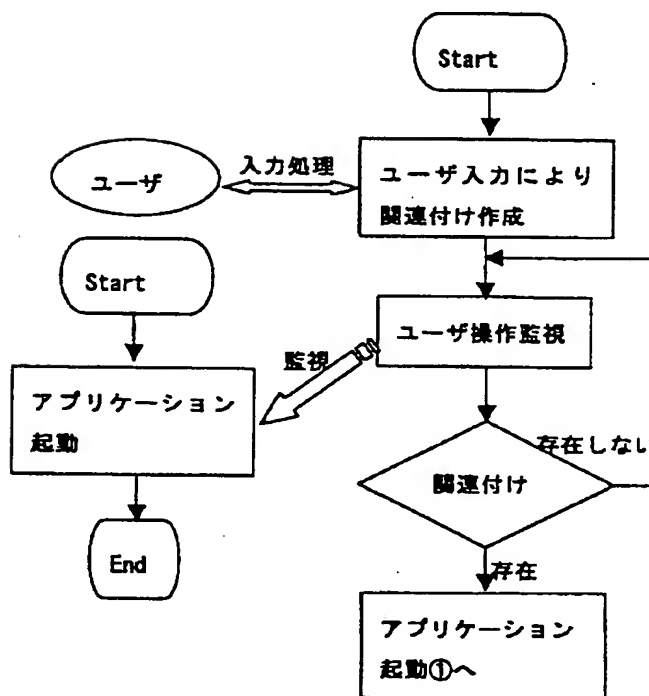 Start
入力処理
ユーザ
ユーザ入力により
関連付け作成
Start
ユーザ操作監視
監視
アプリケーション
起動
存在しない
関連付け
End
存在
アプリケーション
起動①へ